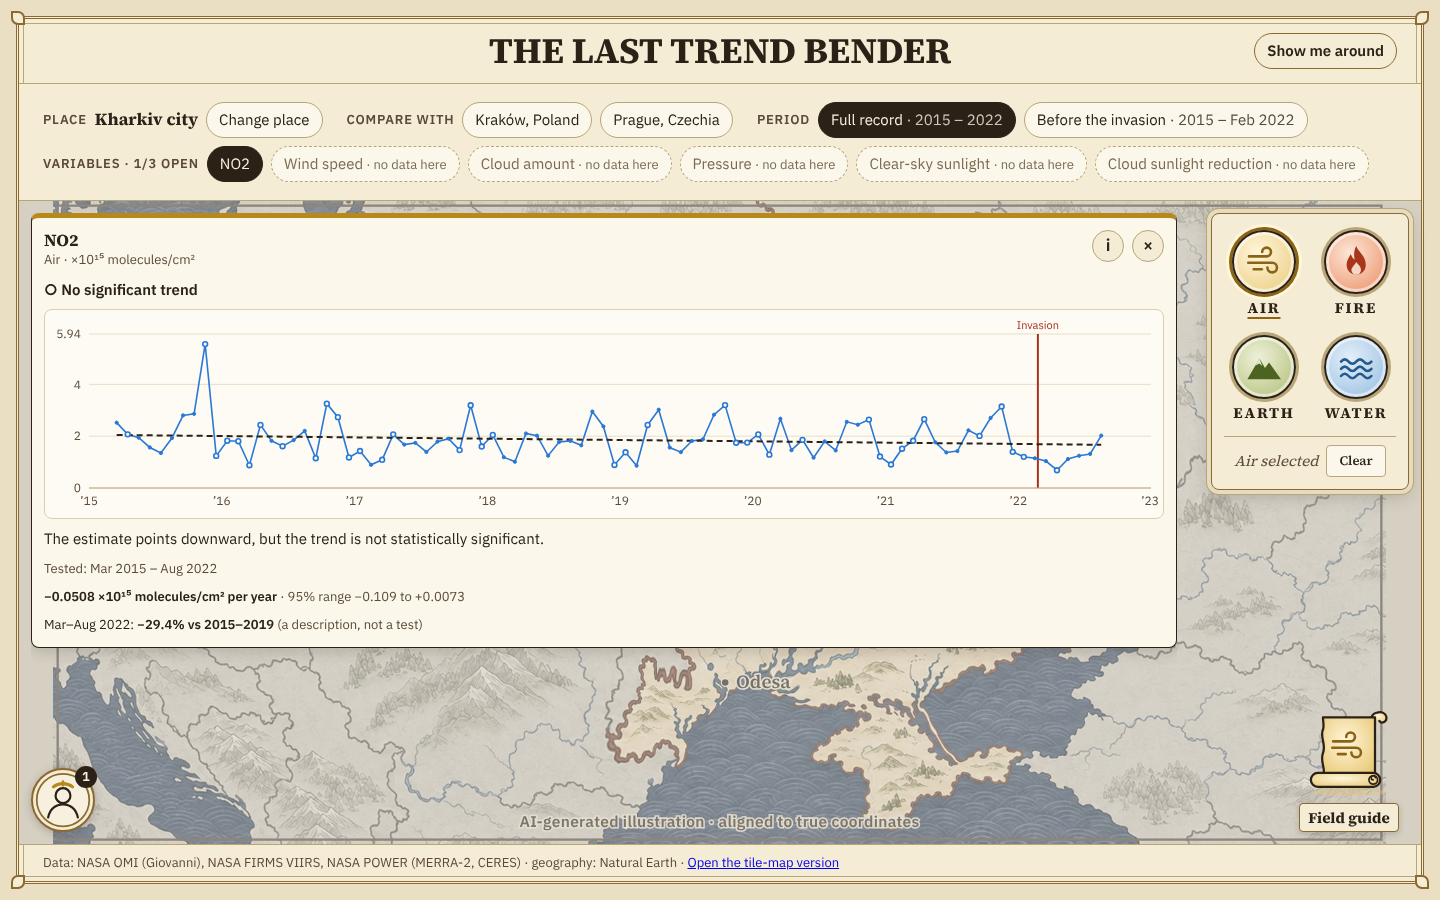 THE LAST TREND BENDER
Show me around
PLACE Kharkiv city Change place COMPARE WITH Kraków, Poland Prague, Czechia PERIOD Full record · 2015 – 2022 Before the invasion · 2015 – Feb 2022
VARIABLES · 1/3 OPEN NO2 Wind speed · no data here Cloud amount · no data here Pressure · no data here Clear-sky sunlight · no data here Cloud sunlight reduction · no data here
NO2
Air · ×10¹⁵ molecules/cm²
i ×
No significant trend
Invasion
5.94
4
2
0
’15 ’16 ’17 ’18 ’19 ’20 ’21 ’22 ’23
The estimate points downward, but the trend is not statistically significant.
Tested: Mar 2015 – Aug 2022
−0.0508 ×10¹⁵ molecules/cm² per year · 95% range −0.109 to +0.0073
Mar–Aug 2022: −29.4% vs 2015–2019 (a description, not a test)
AIR FIRE
EARTH WATER
Air selected Clear
Odesa
1
Field guide
AI-generated illustration · aligned to true coordinates
Data: NASA OMI (Giovanni), NASA FIRMS VIIRS, NASA POWER (MERRA-2, CERES) · geography: Natural Earth · Open the tile-map version